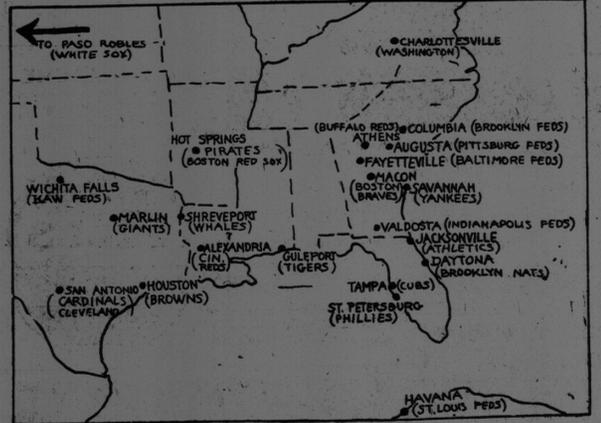 TO PASO ROBLES
(WHITE SOX)
CHARLOTTESVILLE
(WASHINGTON)
(BUFFALO REDS)
ATHENS
COLUMBIA (BROOKLYN FEDS)
HOT SPRINGS
PIRATES
(BOSTON RED SOX)
AUGUSTA (PITTSBURG FEDS)
FAYETTEVILLE (BALTIMORE FEDS)
MACON
(BOSTON BRAVES)
SAVANNAH
(YANKEES)
WICHITA FALLS
(KAW FEDS)
MARLIN
(GIANTS)
SHREVEPORT
(WHALES)
?
VALDOSTA (INDIANAPOLIS FEDS)
ALEXANDRIA
(CIN. REDS)
GULFPORT
(TIGERS)
JACKSONVILLE
(ATHLETICS)
DAYTONA
(BROOKLYN NATS)
SAN ANTONIO
(CARDINALS)
(CLEVELAND)
HOUSTON
(BROWNS)
TAMPA (CUBS)
ST. PETERSBURG
(PHILLIES)
HAVANA
(ST. LOUIS FEDS)